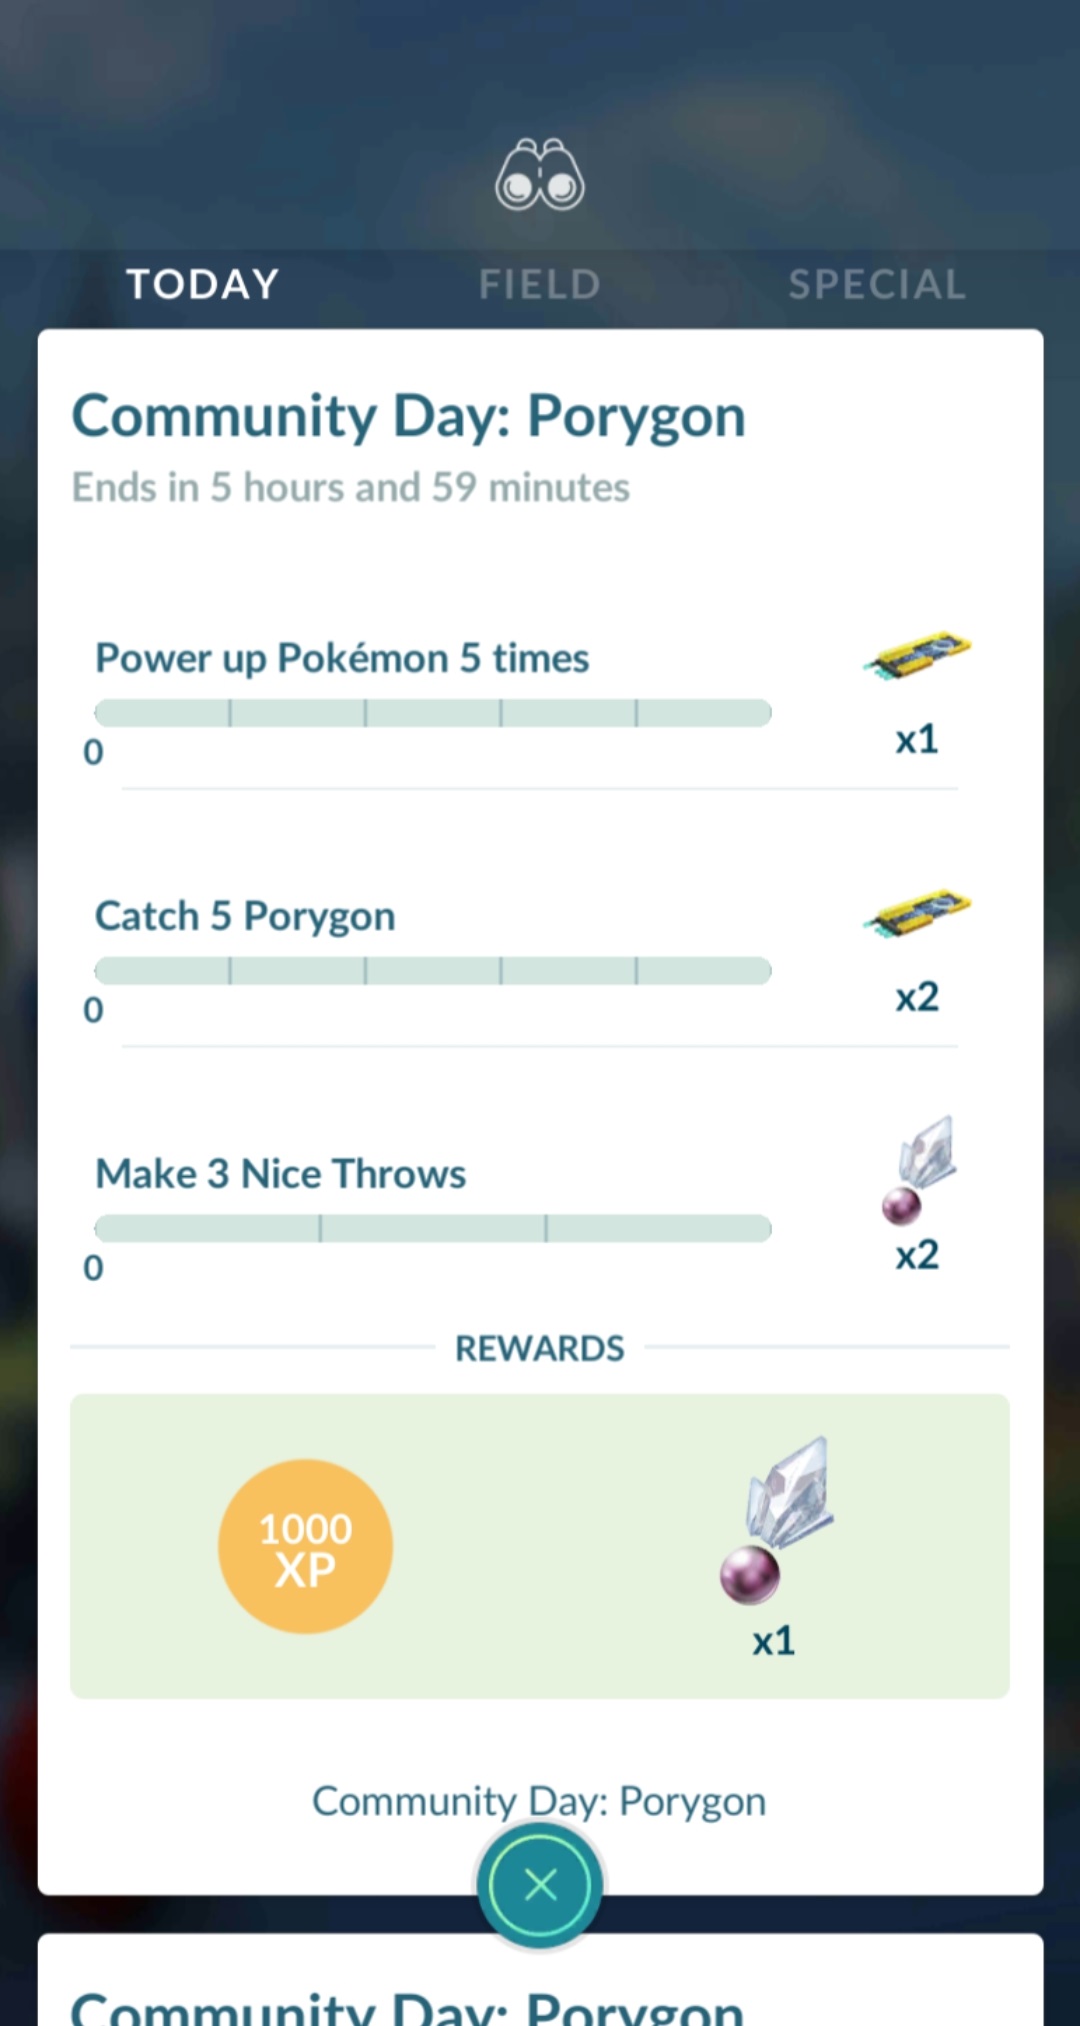 TODAY
FIELD
SPECIAL
Community Day: Porygon
Ends in 5 hours and 59 minutes
Power up Pokémon 5 times
0
x1
Catch 5 Porygon
0
x2
Make 3 Nice Throws
0
x2
REWARDS
1000
XP
x1
Community Day: Porygon
Community Day: Porygon